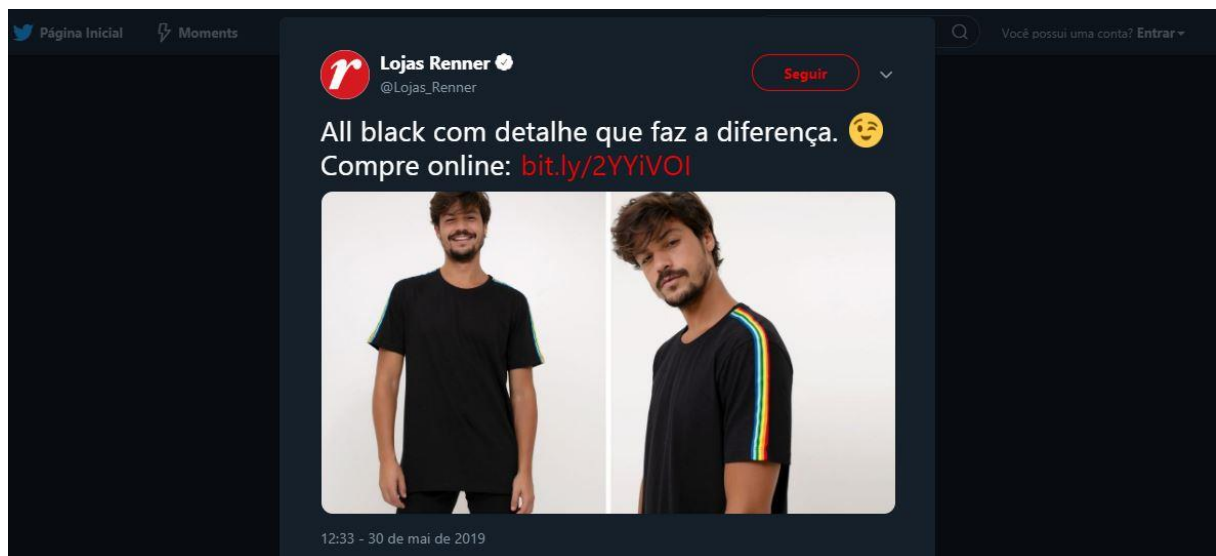 Página Inicial Moments Você possui uma conta? Entrar
Lojas Renner
@Lojas_Renner
Seguir
All black com detalhe que faz a diferença. 😉
Compre online: bit.ly/2YYiVOI
12:33 - 30 de mai de 2019